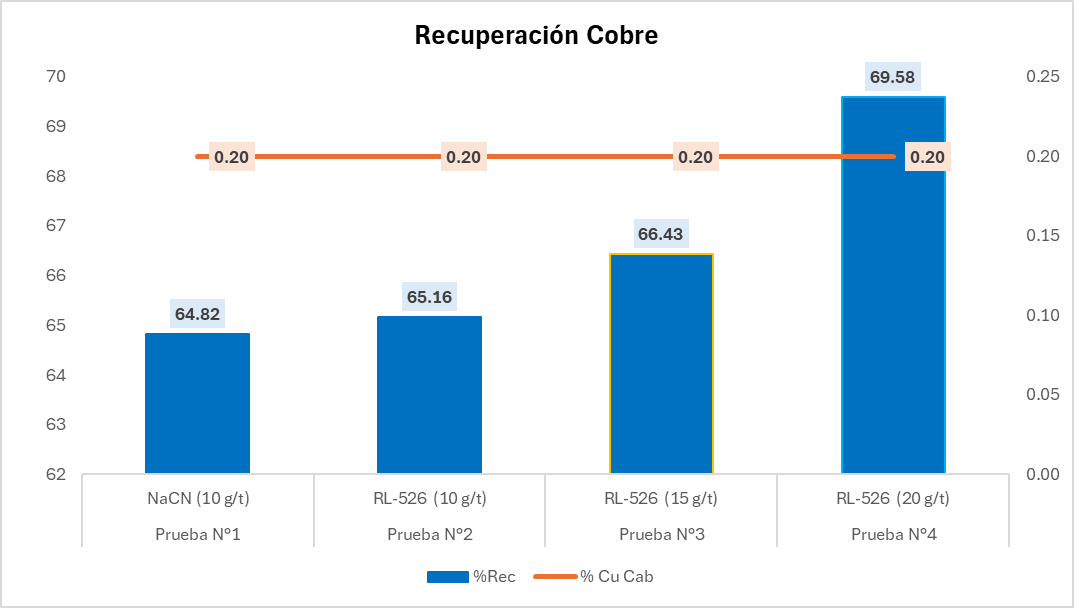 Recuperación Cobre
70
69
68
67
66
65
64
63
62
0.25
0.20
0.15
0.10
0.05
0.00
64.82
65.16
66.43
69.58
0.20
0.20
0.20
0.20
NaCN (10 g/t)
RL-526 (10 g/t)
RL-526 (15 g/t)
RL-526 (20 g/t)
Prueba N°1
Prueba N°2
Prueba N°3
Prueba N°4
%Rec
% Cu Cab